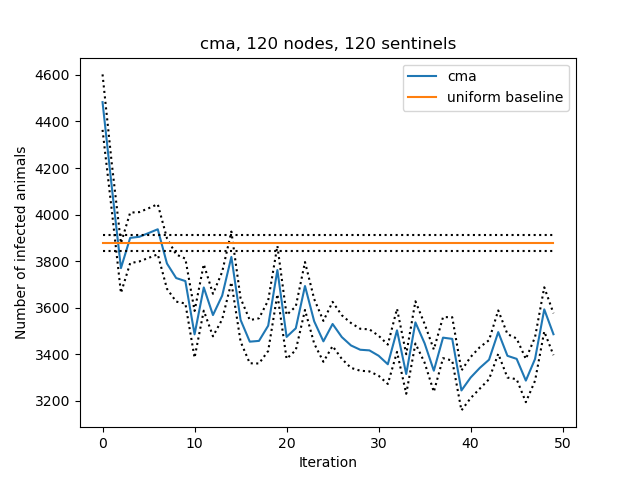 cma, 120 nodes, 120 sentinels
cma
uniform baseline
Number of infected animals
4600
4400
4200
4000
3800
3600
3400
3200
0 10 20 30 40 50
Iteration